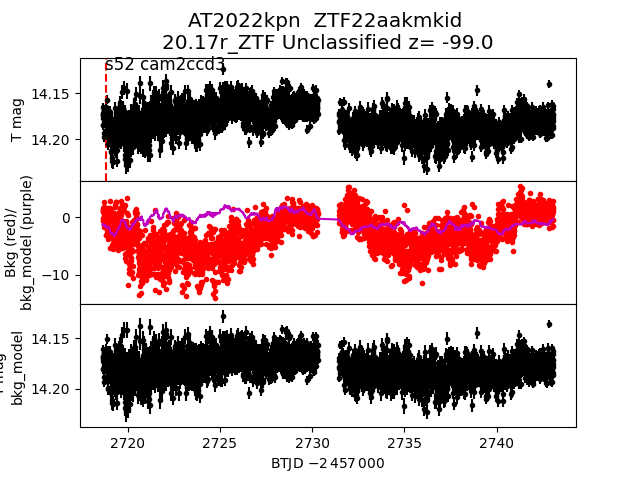 AT2022kpn  ZTF22aakmkid
20.17r_ZTF Unclassified z= -99.0
s52 cam2ccd3
14.15
14.20
T mag
0
−10
Bkg (red)/
bkg_model (purple)
14.15
14.20
bkg_model
2720 2725 2730 2735 2740
BTJD −2 457 000